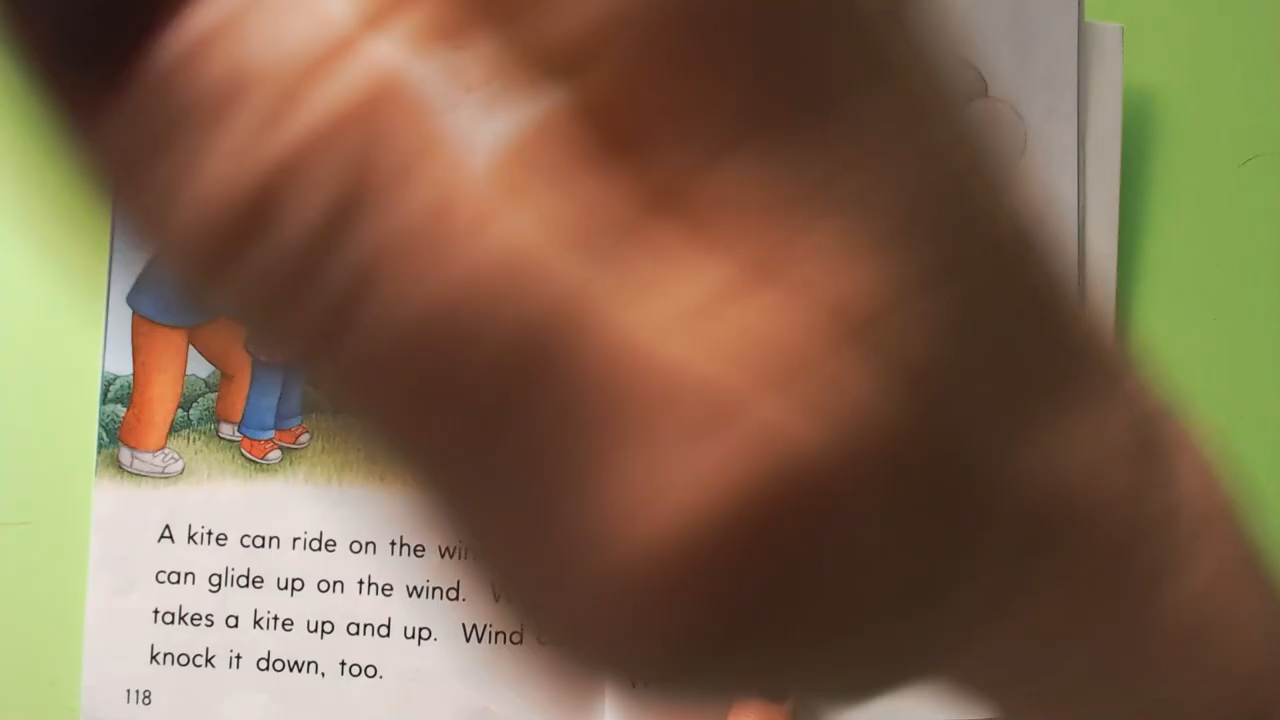 A kite can ride on the
can glide up on the wind.
takes a kite up and up. Wind
knock it down, too.
118